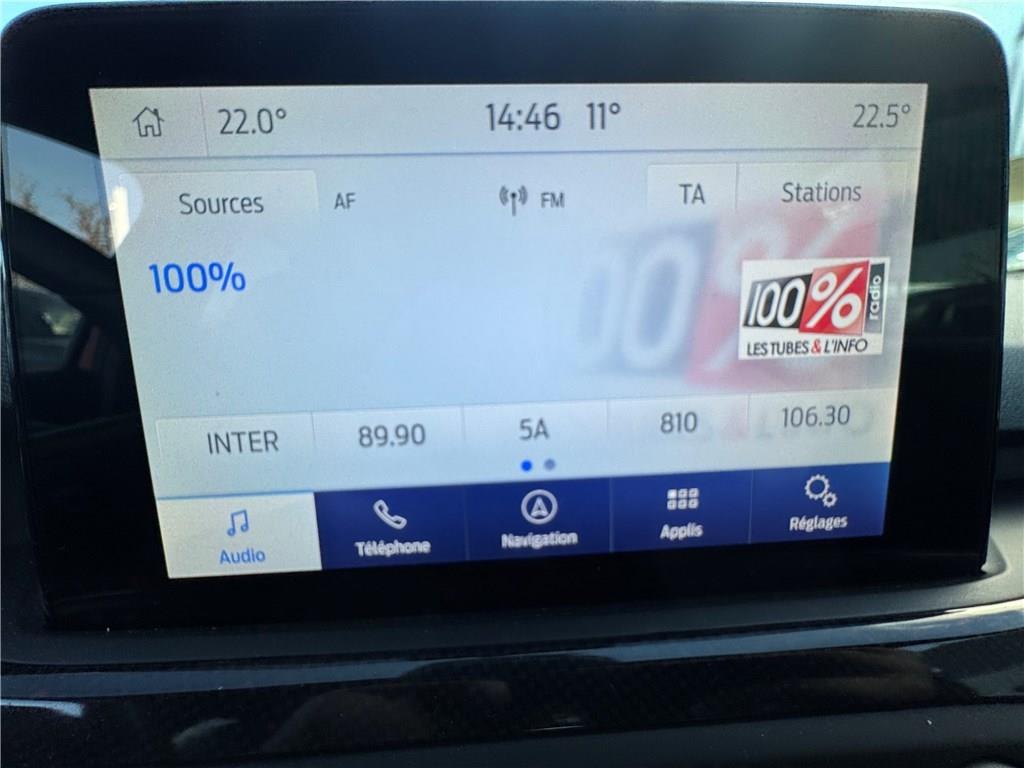 22.0° 14:46 11° 22.5°
Sources AF FM TA Stations
100%
100% radio
LES TUBES & L'INFO
INTER 89.90 5A 810 106.30
Audio Téléphone Navigation Applis Réglages